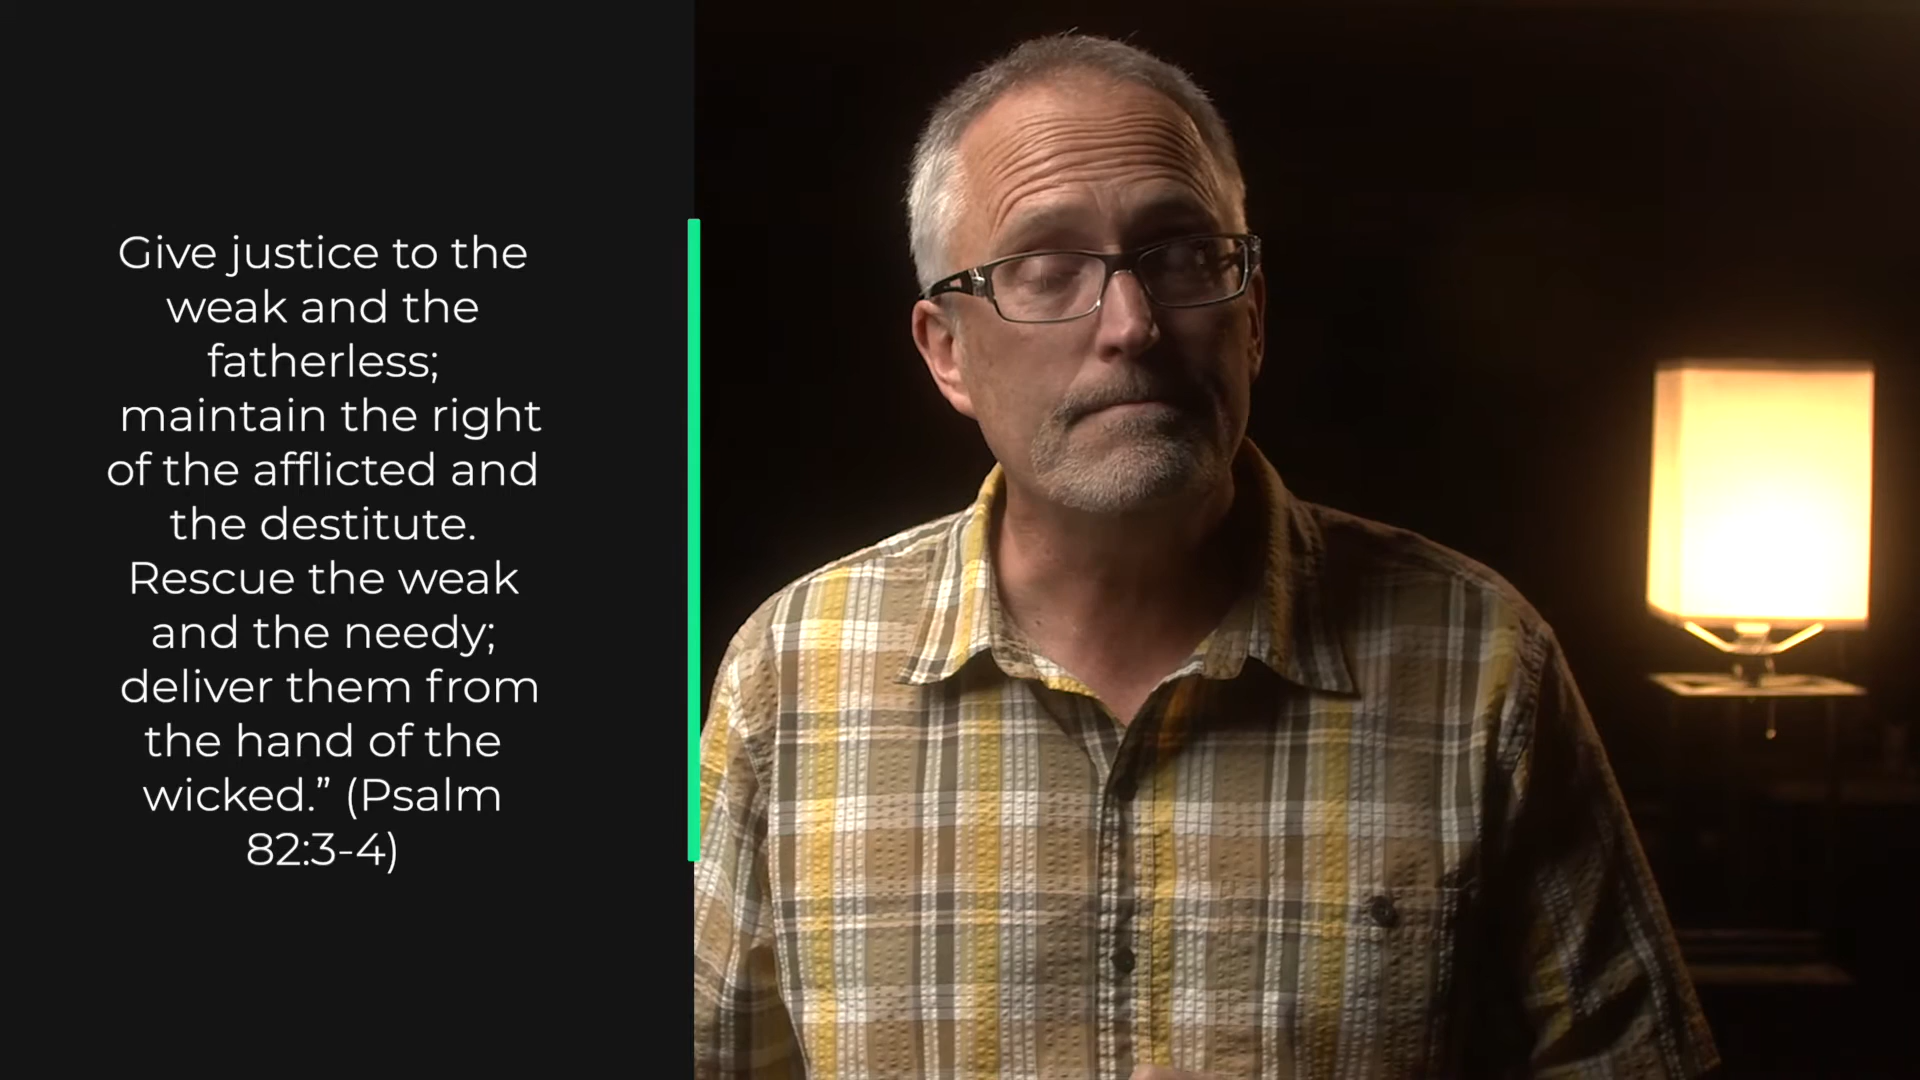 Give justice to the
weak and the
fatherless;
maintain the right
of the afflicted and
the destitute.
Rescue the weak
and the needy;
deliver them from
the hand of the
wicked.” (Psalm
82:3-4)